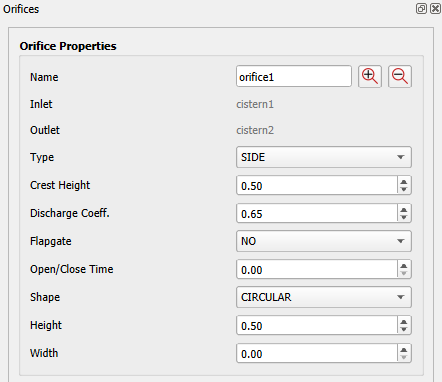 Orifices
Orifice Properties
Name orifice1
Inlet cistern1
Outlet cistern2
Type SIDE
Crest Height 0.50
Discharge Coeff. 0.65
Flapgate NO
Open/Close Time 0.00
Shape CIRCULAR
Height 0.50
Width 0.00